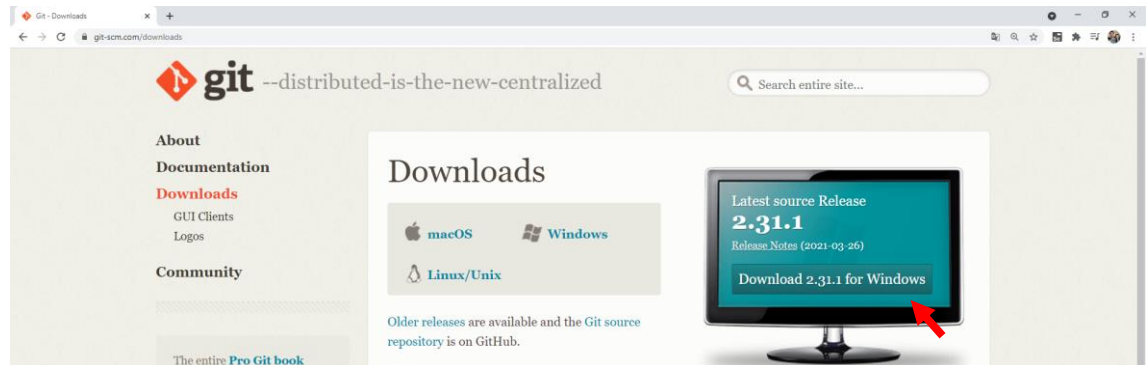 Git - Downloads
git-scm.com/downloads
git --distributed-is-the-new-centralized
Search entire site...
About
Documentation
Downloads
GUI Clients
Logos
Community
The entire Pro Git book
Downloads
macOS
Windows
Linux/Unix
Older releases are available and the Git source
repository is on GitHub.
Latest source Release
2.31.1
Release Notes (2021-03-26)
Download 2.31.1 for Windows